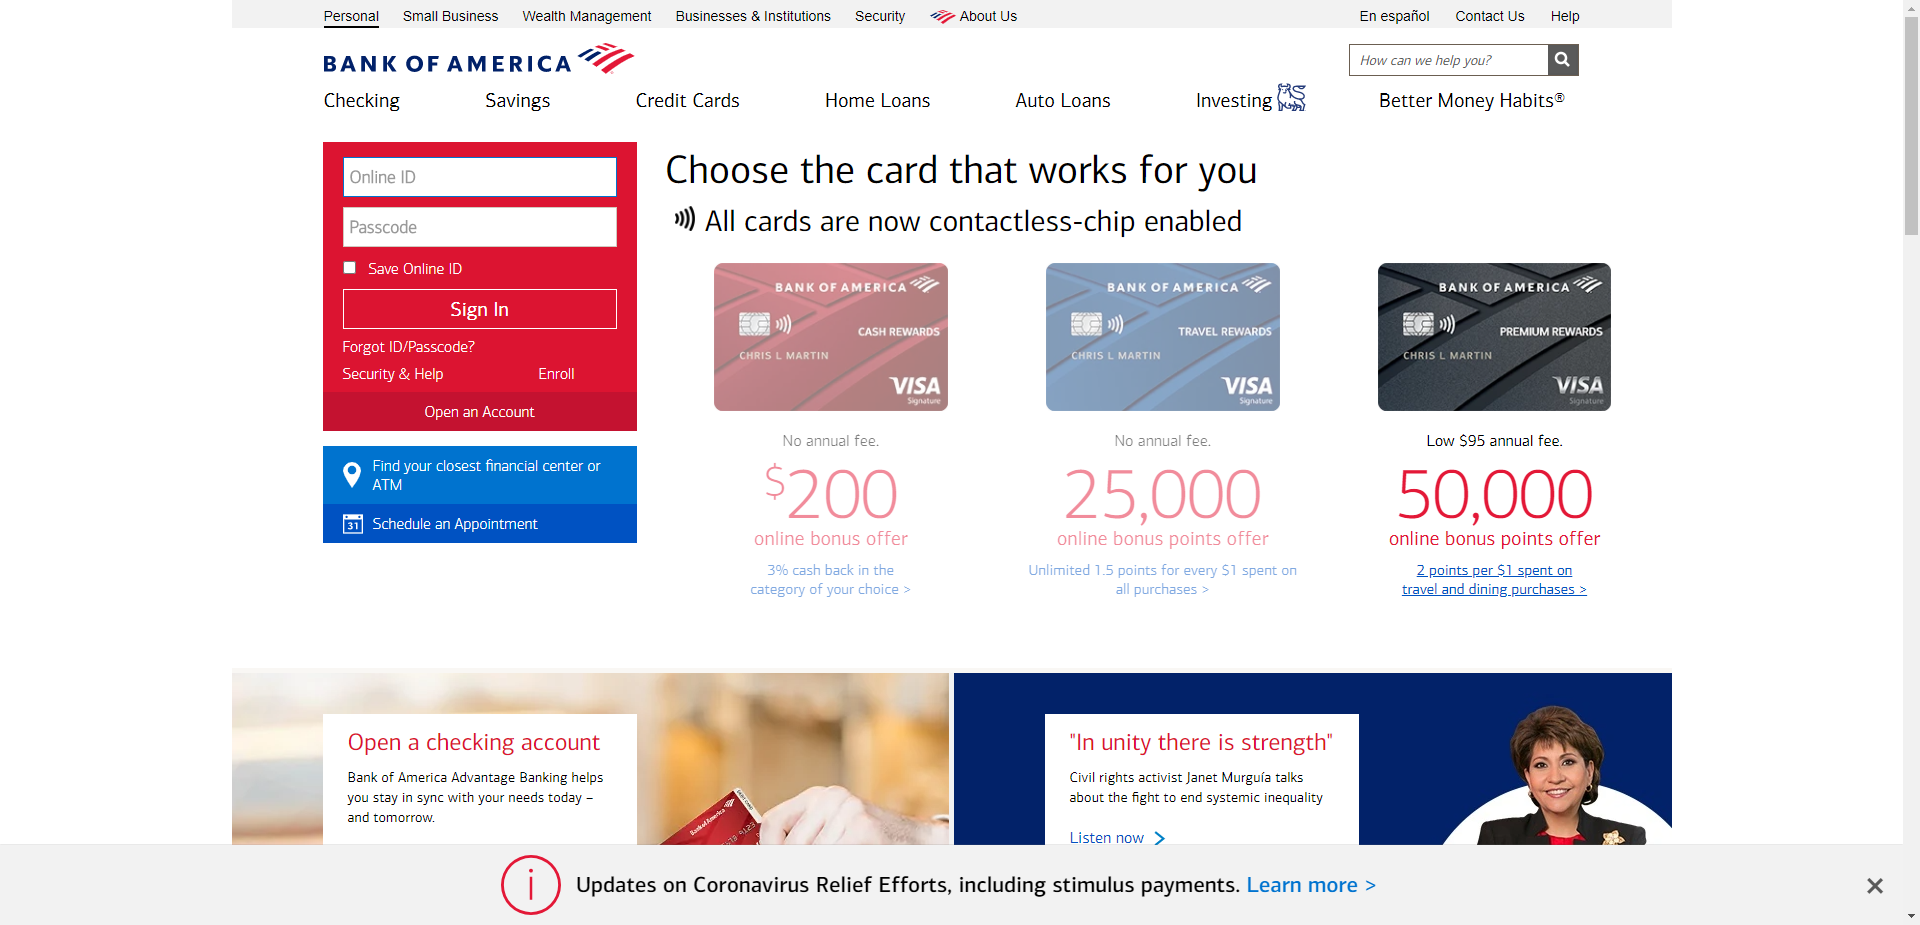 Personal Small Business Wealth Management Businesses & Institutions Security About Us En español Contact Us Help
BANK OF AMERICA
How can we help you?
Checking Savings Credit Cards Home Loans Auto Loans Investing Better Money Habits®
Online ID
Passcode
Save Online ID
Sign In
Forgot ID/Passcode?
Security & Help Enroll
Open an Account
Find your closest financial center or
ATM
31 Schedule an Appointment
Choose the card that works for you
All cards are now contactless-chip enabled
BANK OF AMERICA
CASH REWARDS
CHRIS L MARTIN
VISA
Signature
No annual fee.
$200
online bonus offer
3% cash back in the
category of your choice >
BANK OF AMERICA
TRAVEL REWARDS
CHRIS L MARTIN
VISA
Signature
No annual fee.
25,000
online bonus points offer
Unlimited 1.5 points for every $1 spent on
all purchases >
BANK OF AMERICA
PREMIUM REWARDS
CHRIS L MARTIN
VISA
Signature
Low $95 annual fee.
50,000
online bonus points offer
2 points per $1 spent on
travel and dining purchases >
Open a checking account
Bank of America Advantage Banking helps
you stay in sync with your needs today –
and tomorrow.
Bank of America
"In unity there is strength"
Civil rights activist Janet Murguía talks
about the fight to end systemic inequality
Listen now
Updates on Coronavirus Relief Efforts, including stimulus payments. Learn more >